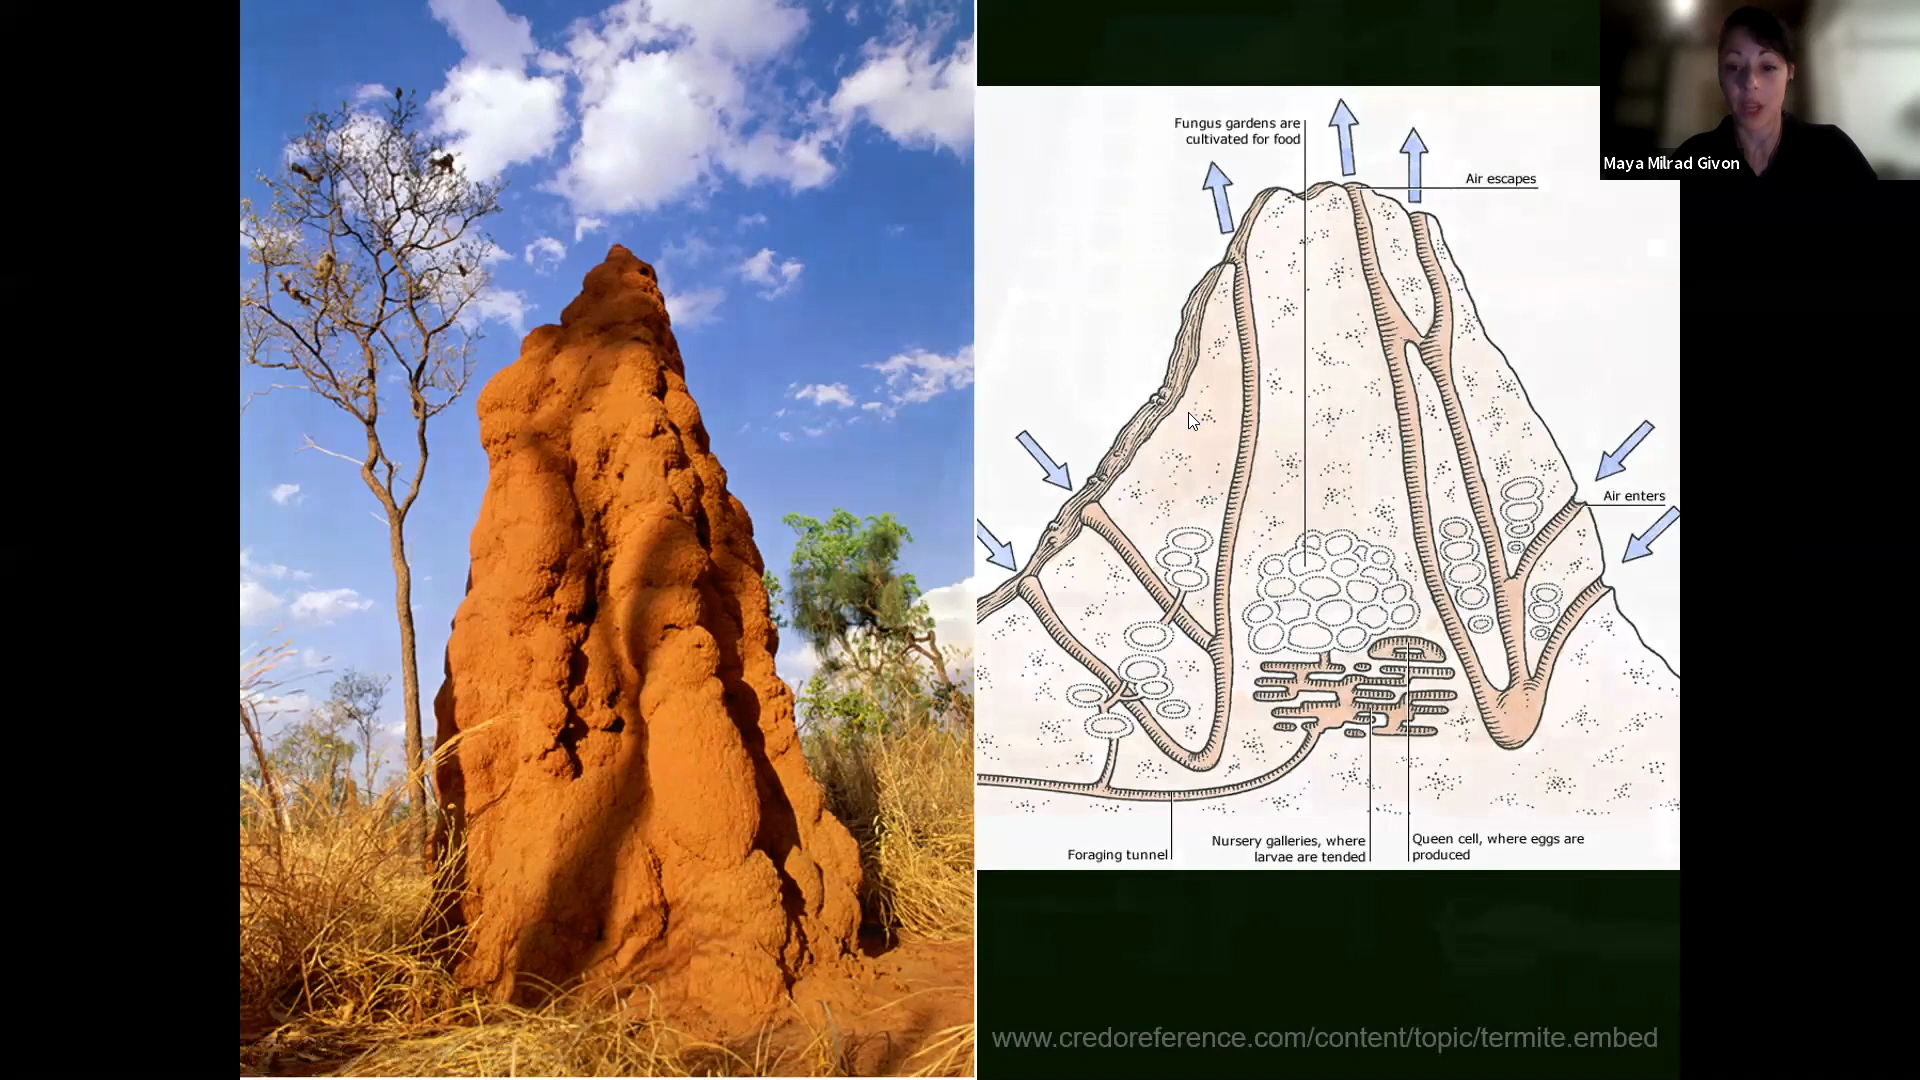 Fungus gardens are
cultivated for food
Air escapes
Maya Milrad Givon
Air enters
Foraging tunnel
Nursery galleries, where
larvae are tended
Queen cell, where eggs are
produced
www.credoreference.com/content/topic/termite.embed